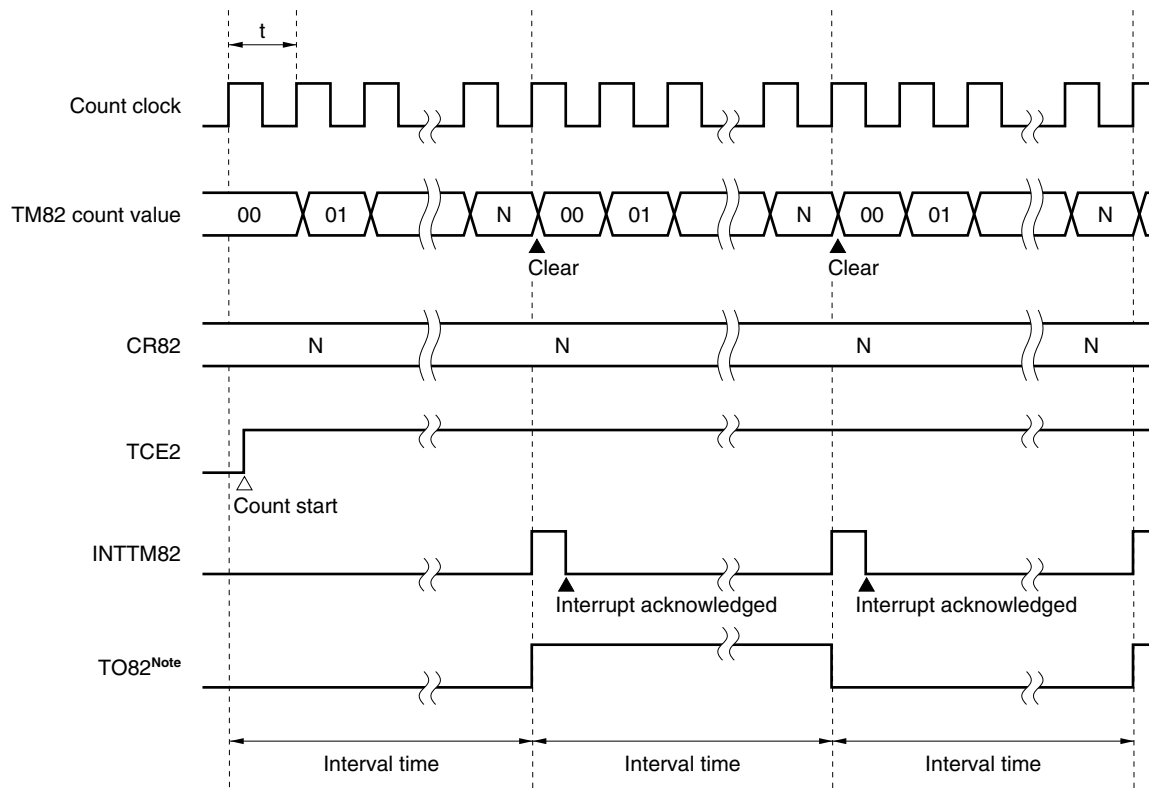 t
Count clock
TM82 count value
00 01 N 00 01 N 00 01 N
Clear Clear
CR82
N N N N
TCE2
Count start
INTTM82
Interrupt acknowledged Interrupt acknowledged
TO82Note
Interval time Interval time Interval time